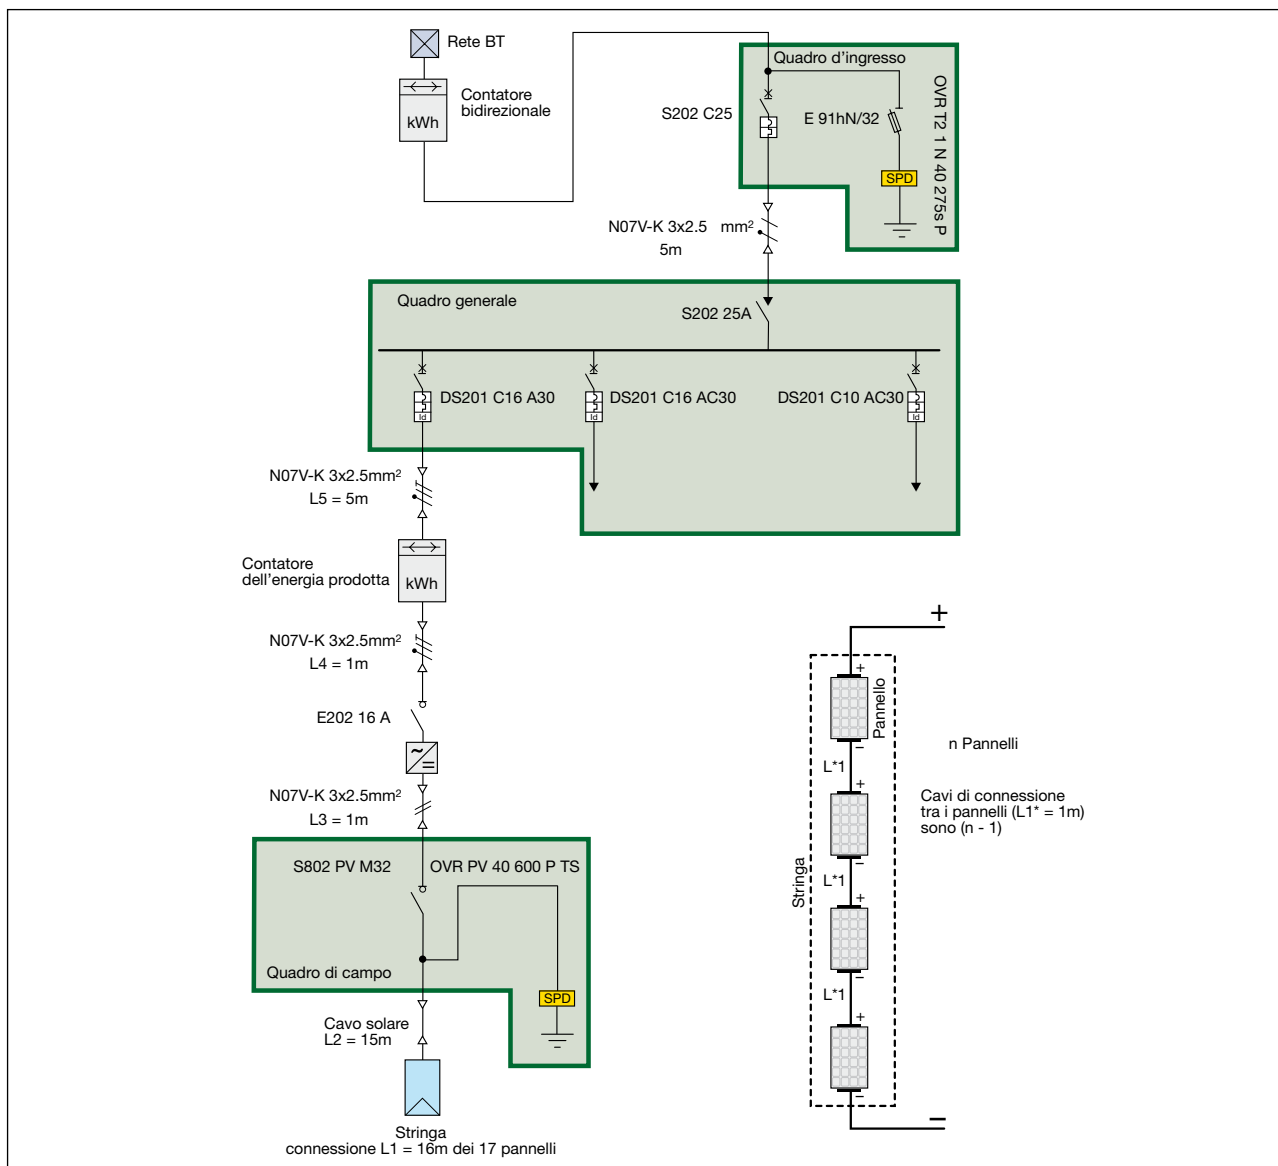 Rete BT
Contatore
bidirezionale
kWh
Quadro d'ingresso
S202 C25
E 91hN/32
OVR T2 1 N 40 275s P
SPD
N07V-K 3x2.5 mm²
5m
Quadro generale
S202 25A
DS201 C16 A30
DS201 C16 AC30
DS201 C10 AC30
Id
Id
Id
N07V-K 3x2.5mm²
L5 = 5m
Contatore
dell'energia prodotta
kWh
N07V-K 3x2.5mm²
L4 = 1m
E202 16 A
N07V-K 3x2.5mm²
L3 = 1m
S802 PV M32
OVR PV 40 600 P TS
Quadro di campo
SPD
Cavo solare
L2 = 15m
Stringa
connessione L1 = 16m dei 17 pannelli
+
+
Pannello
–
L*1
+
–
L*1
+
–
L*1
+
–
–
Stringa
n Pannelli
Cavi di connessione
tra i pannelli (L1* = 1m)
sono (n - 1)